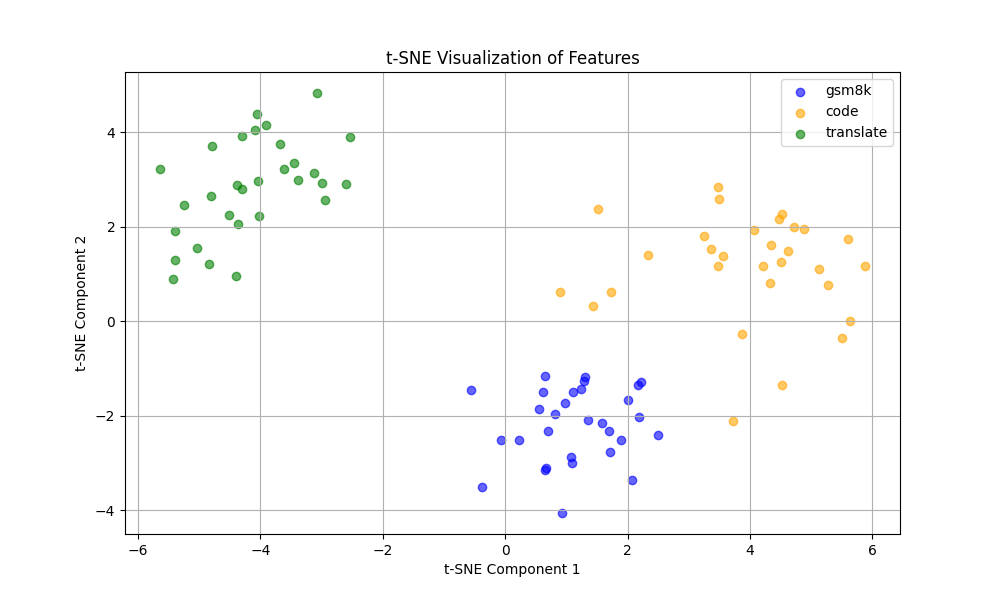 t-SNE Visualization of Features
gsm8k
code
translate
4
2
0
−2
−4
t-SNE Component 2
−6
−4
−2
0
2
4
6
t-SNE Component 1